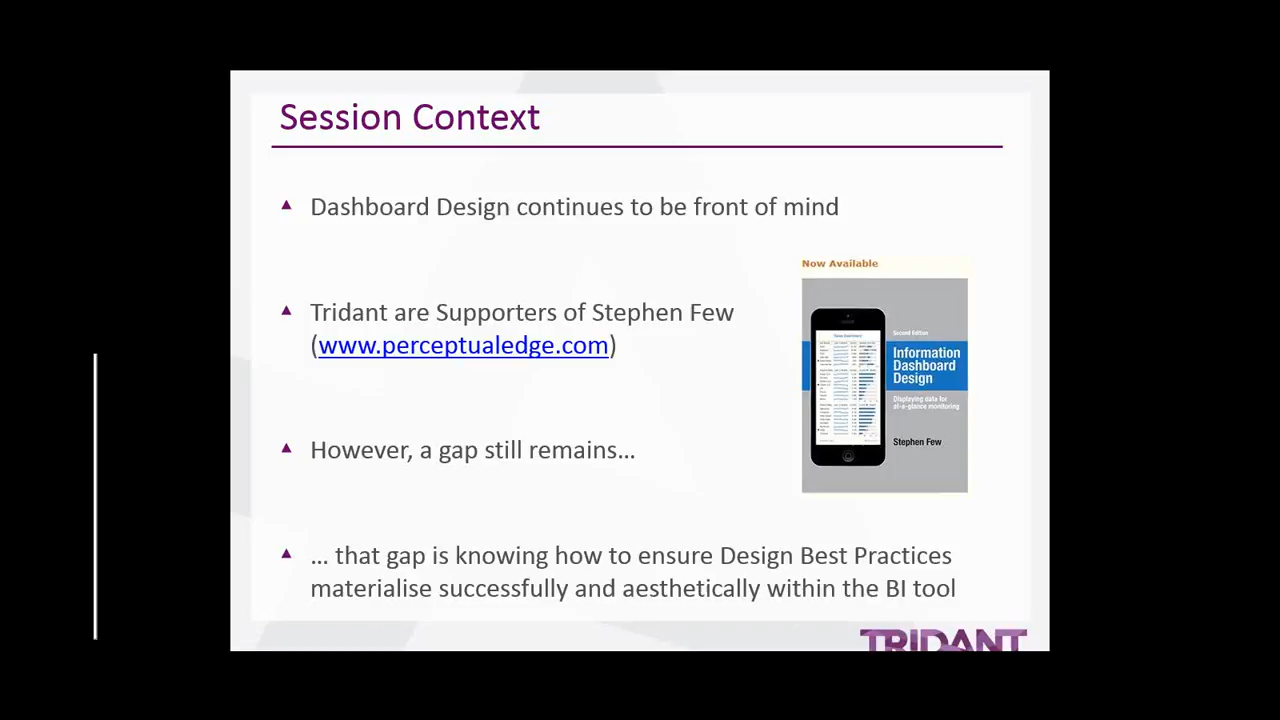 Session Context
Dashboard Design continues to be front of mind
Tridant are Supporters of Stephen Few
(www.perceptualedge.com)
Now Available
Second Edition
Information
Dashboard
Design
Displaying data for
at-a-glance monitoring
Stephen Few
However, a gap still remains…
… that gap is knowing how to ensure Design Best Practices
materialise successfully and aesthetically within the BI tool
TRIDANT